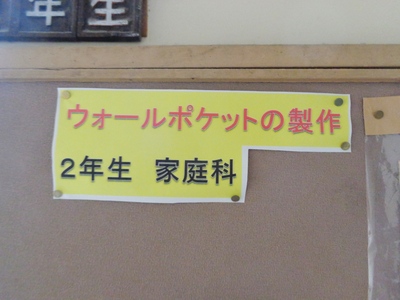 年生
ウォールポケットの製作
2年生 家庭科